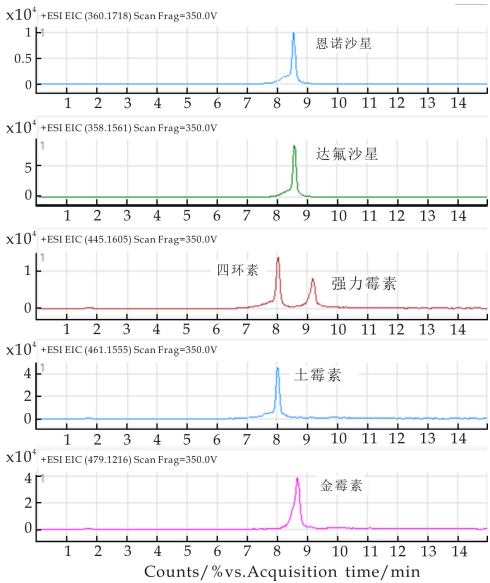 x10⁴ +ESI EIC (360.1718) Scan Frag=350.0V
1
1.0
恩诺沙星
0.5
0
1 2 3 4 5 6 7 8 9 10 11 12 13 14
x10⁴ +ESI EIC (358.1561) Scan Frag=350.0V
1
达氟沙星
5
0
1 2 3 4 5 6 7 8 9 10 11 12 13 14
x10⁴ +ESI EIC (445.1605) Scan Frag=350.0V
1
四环素
1
强力霉素
0
1 2 3 4 5 6 7 8 9 10 11 12 13 14
x10⁴ +ESI EIC (461.1555) Scan Frag=350.0V
1
4
土霉素
2
0
1 2 3 4 5 6 7 8 9 10 11 12 13 14
x10⁴ +ESI EIC (479.1216) Scan Frag=350.0V
4 1
金霉素
2
0
1 2 3 4 5 6 7 8 9 10 11 12 13 14
Counts/%vs.Acquisition time/min